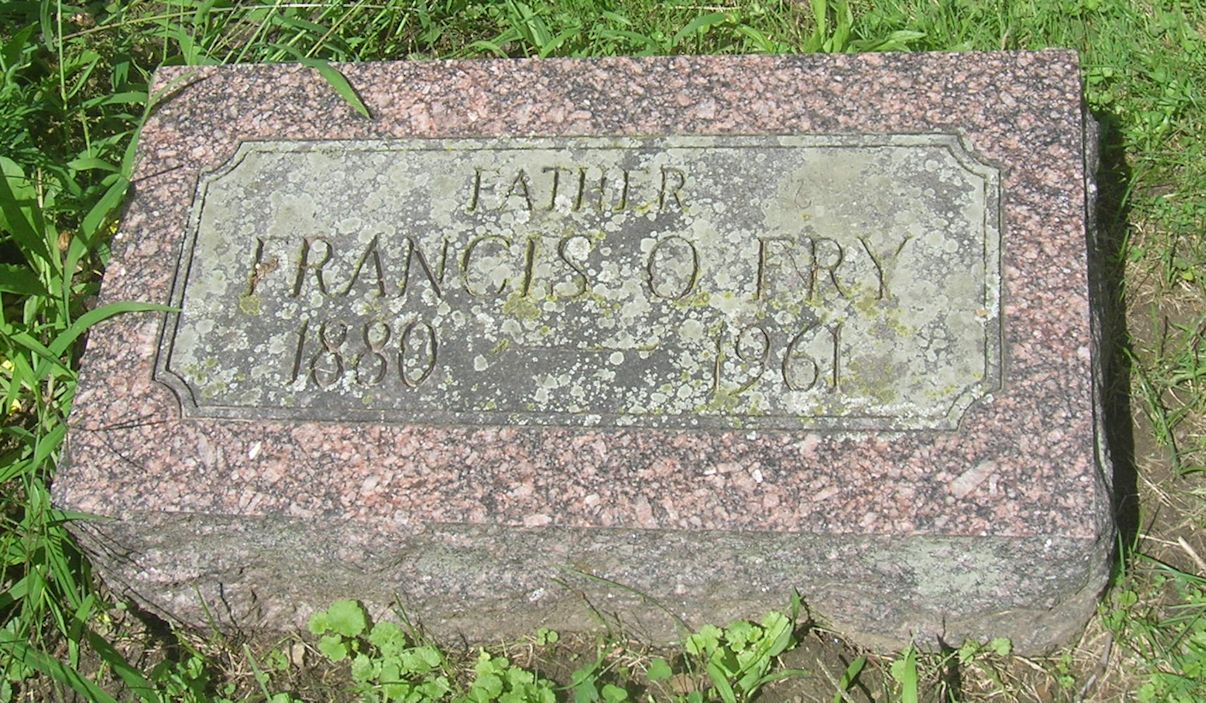 FATHER
FRANCIS O. FRY
1880 — 1961